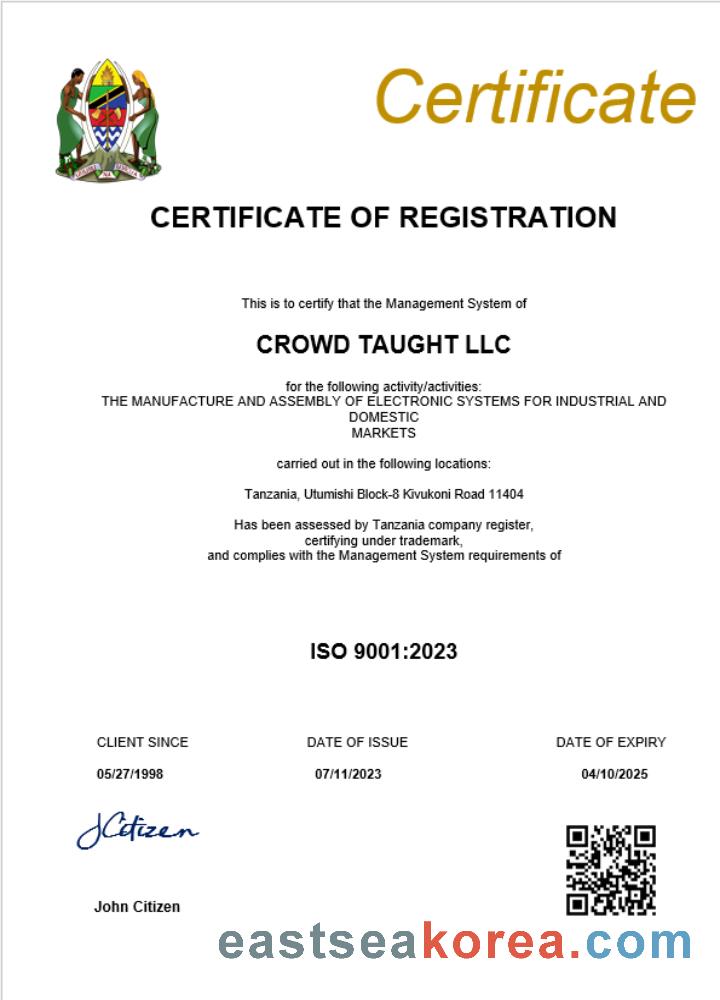 Certificate
UHURU NA UMOJA
CERTIFICATE OF REGISTRATION
This is to certify that the Management System of
CROWD TAUGHT LLC
for the following activity/activities:
THE MANUFACTURE AND ASSEMBLY OF ELECTRONIC SYSTEMS FOR INDUSTRIAL AND
DOMESTIC
MARKETS
carried out in the following locations:
Tanzania, Utumishi Block-8 Kivukoni Road 11404
Has been assessed by Tanzania company register,
certifying under trademark,
and complies with the Management System requirements of
ISO 9001:2023
CLIENT SINCE DATE OF ISSUE DATE OF EXPIRY
05/27/1998 07/11/2023 04/10/2025
JCitizen
John Citizen
eastseakorea.com